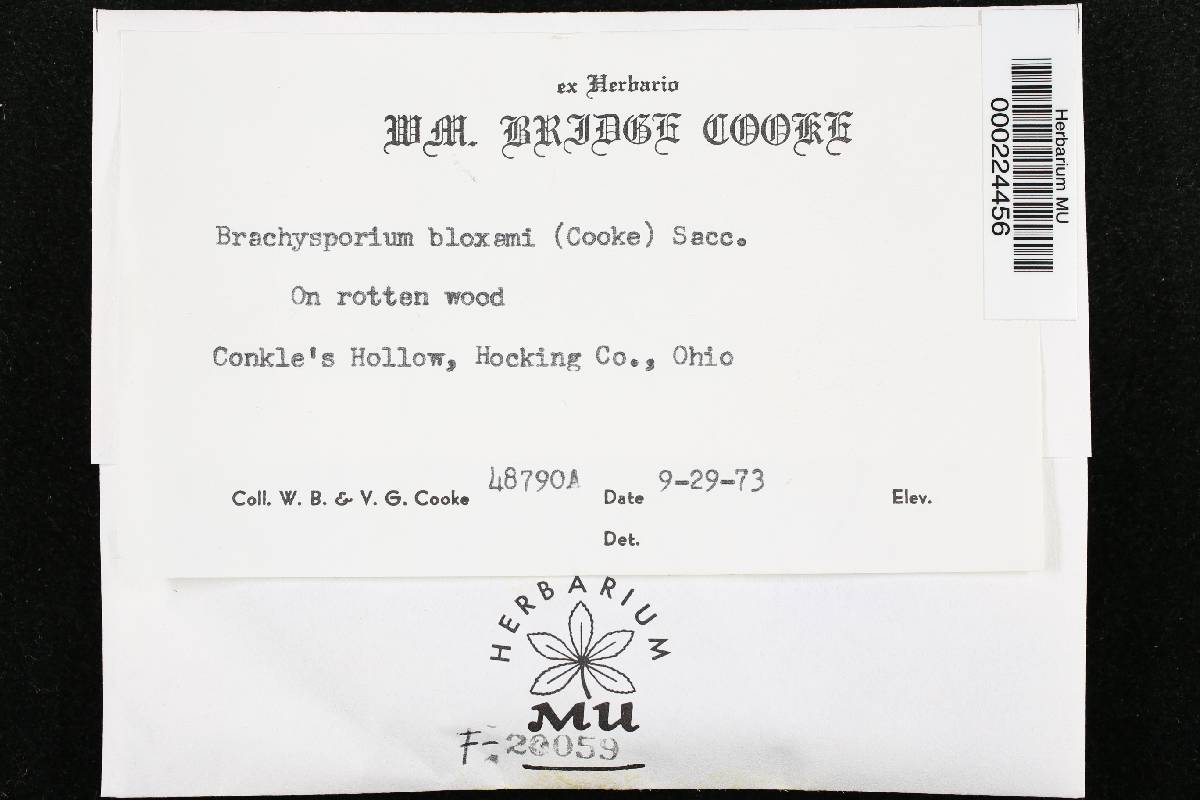 ex Herbario
WM. BRIDGE COOKE
Brachysporium bloxami (Cooke) Sacc.
On rotten wood
Conkle's Hollow, Hocking Co., Ohio
Coll. W. B. & V. G. Cooke 48790A Date 9-29-73 Elev.
Det.
HERBARIUM
MU
F-20059
Herbarium MU
000224456